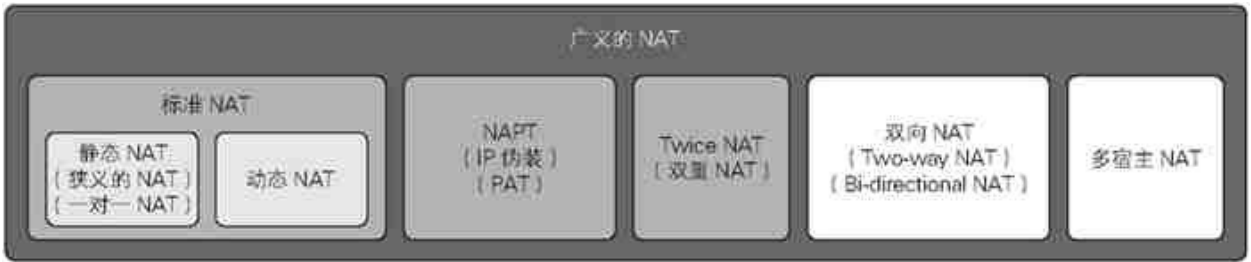 广义的 NAT
标准 NAT
静态 NAT
（狭义的 NAT）
（一对一 NAT）
动态 NAT
NAPT
（IP 伪装）
（PAT）
Twice NAT
（双重 NAT）
双向 NAT
（Two-way NAT）
（Bi-directional NAT）
多宿主 NAT